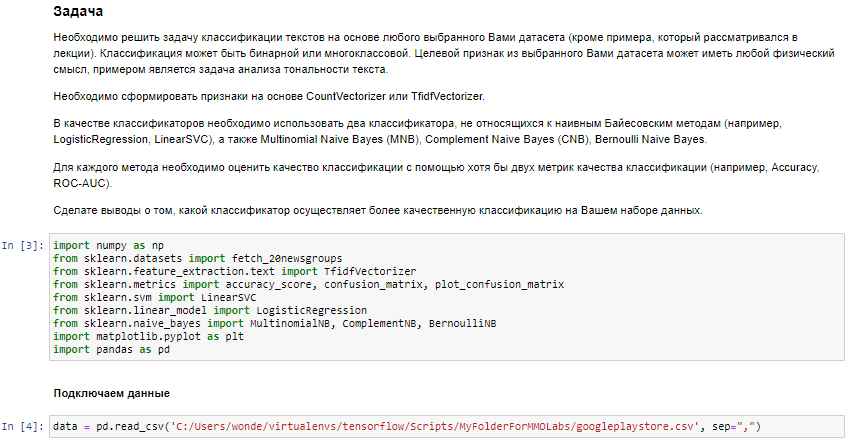 Задача
Необходимо решить задачу классификации текстов на основе любого выбранного Вами датасета (кроме примера, который рассматривался в
лекции). Классификация может быть бинарной или многоклассовой. Целевой признак из выбранного Вами датасета может иметь любой физический
смысл, примером является задача анализа тональности текста.
Необходимо сформировать признаки на основе CountVectorizer или TfidfVectorizer.
В качестве классификаторов необходимо использовать два классификатора, не относящихся к наивным Байесовским методам (например,
LogisticRegression, LinearSVC), а также Multinomial Naive Bayes (MNB), Complement Naive Bayes (CNB), Bernoulli Naive Bayes.
Для каждого метода необходимо оценить качество классификации с помощью хотя бы двух метрик качества классификации (например, Accuracy,
ROC-AUC).
Сделате выводы о том, какой классификатор осуществляет более качественную классификацию на Вашем наборе данных.
In [3]: import numpy as np
from sklearn.datasets import fetch_20newsgroups
from sklearn.feature_extraction.text import TfidfVectorizer
from sklearn.metrics import accuracy_score, confusion_matrix, plot_confusion_matrix
from sklearn.svm import LinearSVC
from sklearn.linear_model import LogisticRegression
from sklearn.naive_bayes import MultinomialNB, ComplementNB, BernoulliNB
import matplotlib.pyplot as plt
import pandas as pd
Подключаем данные
In [4]: data = pd.read_csv('C:/Users/wonde/virtualenvs/tensorflow/Scripts/MyFolderForMMOLabs/googleplaystore.csv', sep=",")